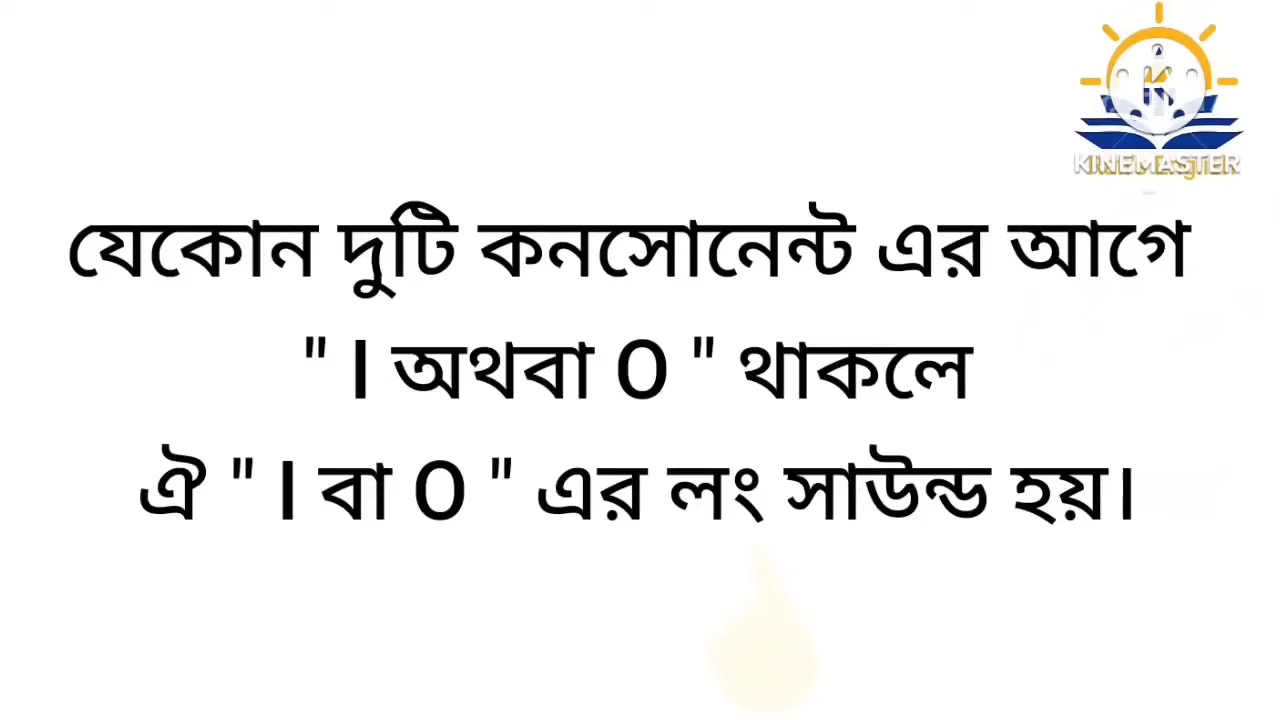 KINEMASTER
যেকোন দুটি কনসোনেন্ট এর আগে
" I অথবা O " থাকলে
ঐ " I বা O " এর লং সাউন্ড হয়।